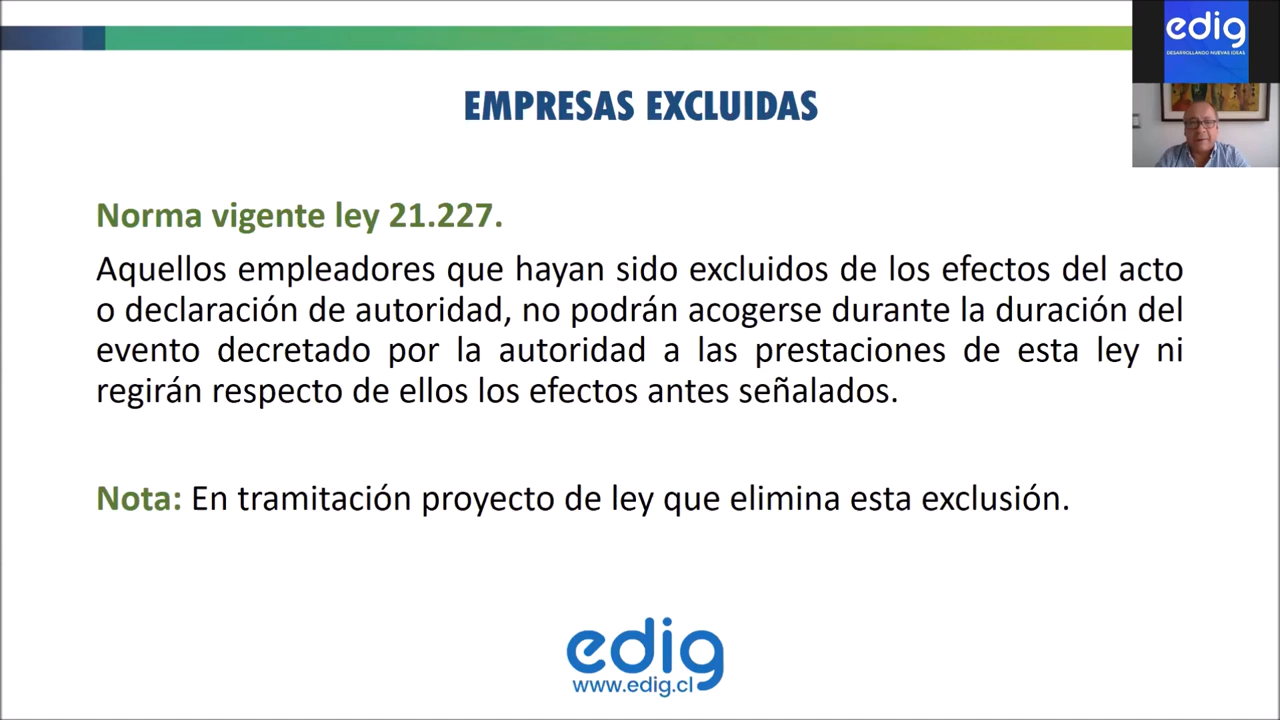 edig
DESARROLLANDO NUEVAS IDEAS
EMPRESAS EXCLUIDAS
Norma vigente ley 21.227.
Aquellos empleadores que hayan sido excluidos de los efectos del acto
o declaración de autoridad, no podrán acogerse durante la duración del
evento decretado por la autoridad a las prestaciones de esta ley ni
regirán respecto de ellos los efectos antes señalados.
Nota: En tramitación proyecto de ley que elimina esta exclusión.
edig
www.edig.cl